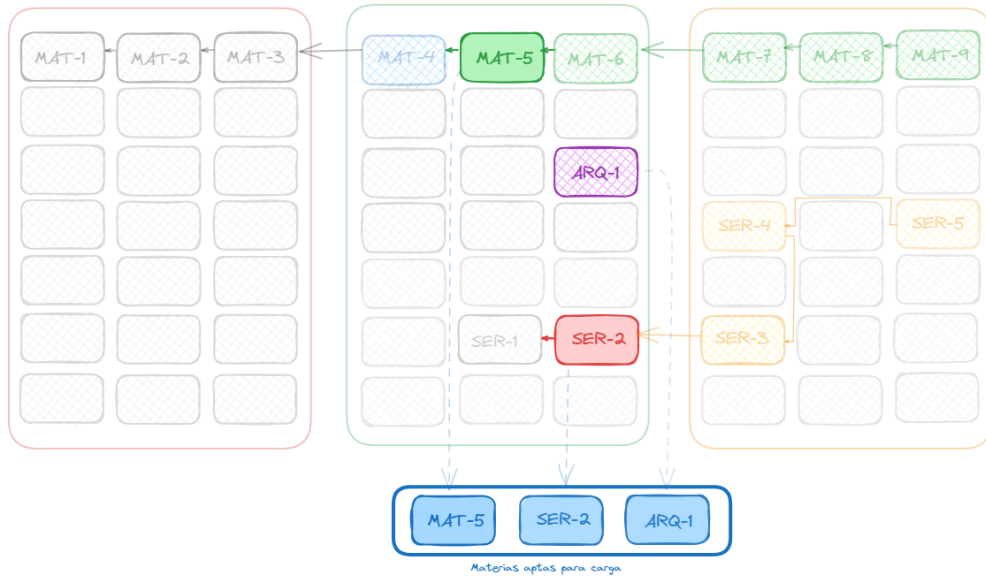 MAT-1
MAT-2
MAT-3
MAT-4
MAT-5
MAT-6
MAT-7
MAT-8
MAT-9
ARQ-1
SER-4
SER-5
SER-1
SER-2
SER-3
MAT-5
SER-2
ARQ-1
Materias aptas para carga